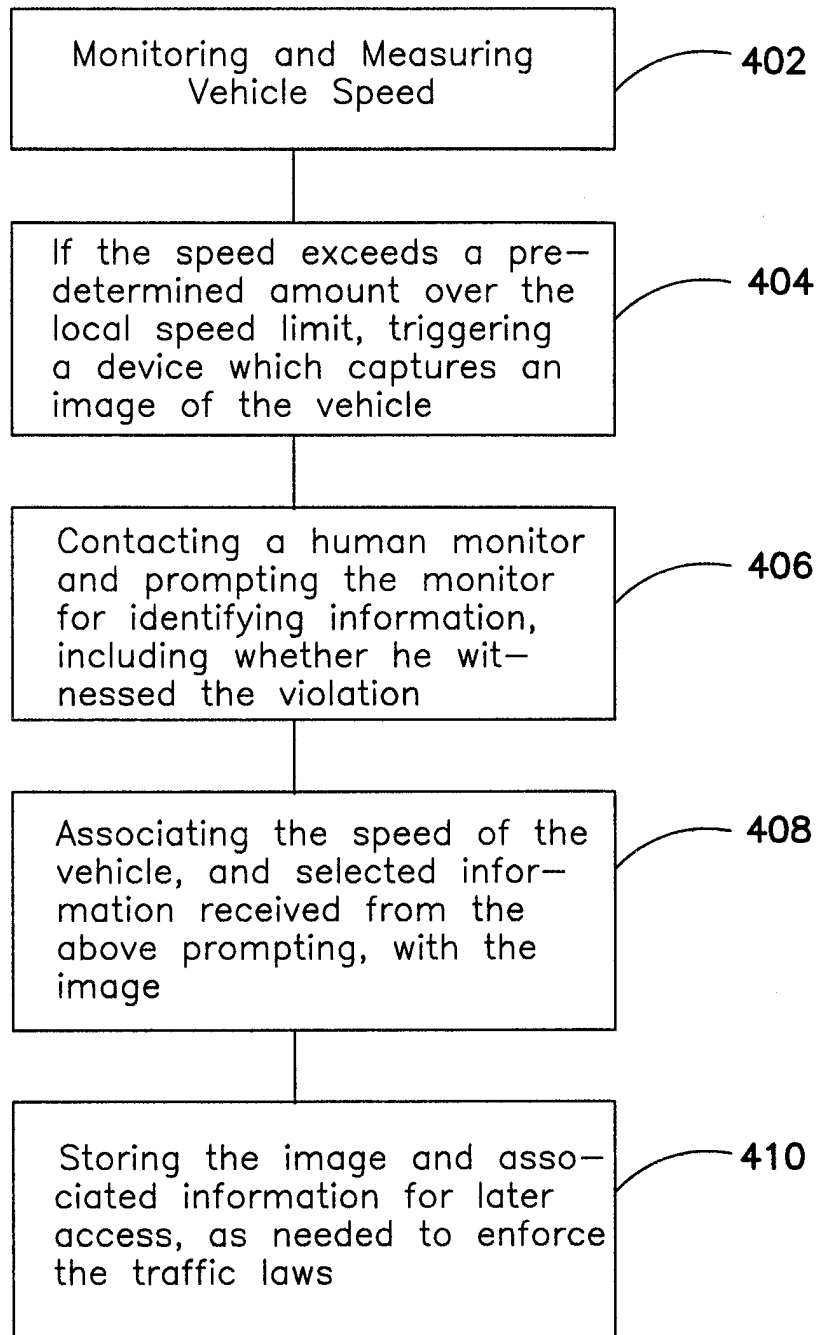 Monitoring and Measuring
Vehicle Speed
402
If the speed exceeds a pre-
determined amount over the
local speed limit, triggering
a device which captures an
image of the vehicle
404
Contacting a human monitor
and prompting the monitor
for identifying information,
including whether he wit-
nessed the violation
406
Associating the speed of the
vehicle, and selected infor-
mation received from the
above prompting, with the
image
408
Storing the image and asso-
ciated information for later
access, as needed to enforce
the traffic laws
410